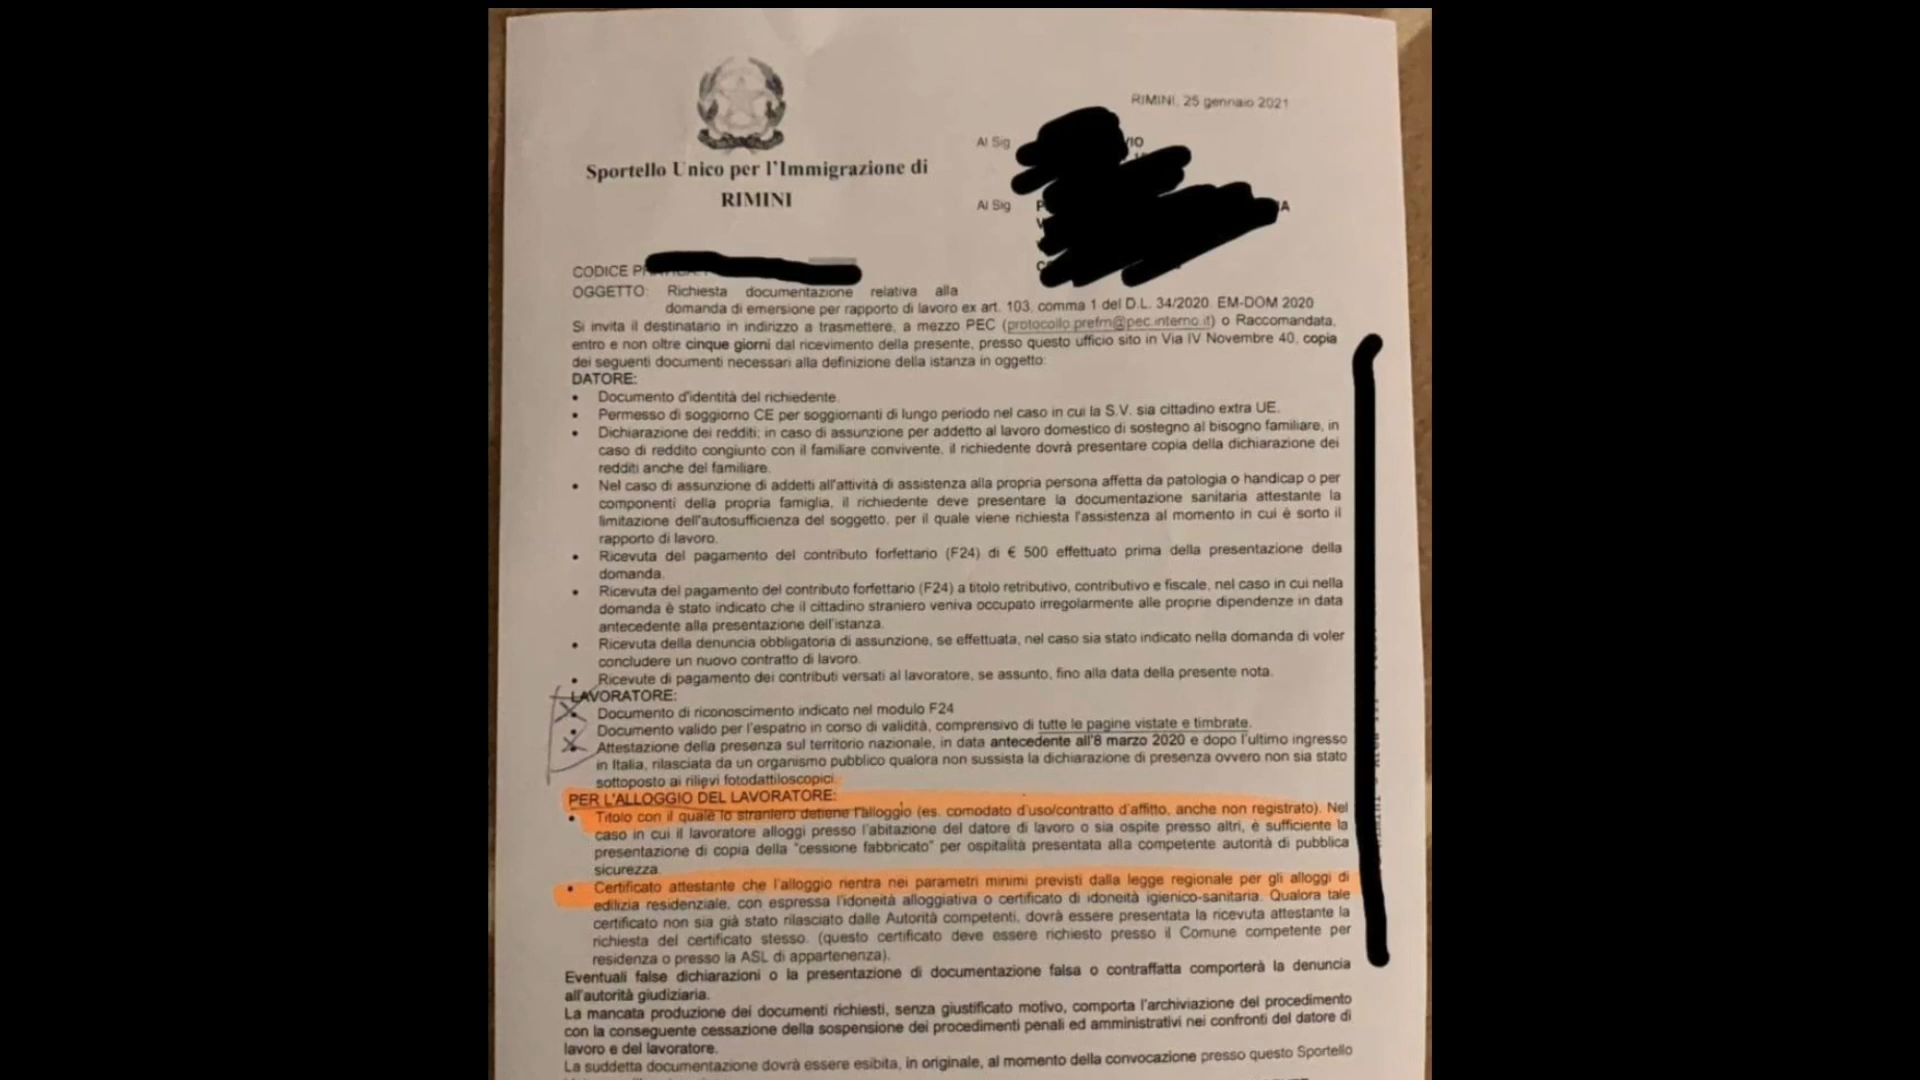 RIMINI, 25 gennaio 2021
Al Sig
Sportello Unico per l'Immigrazione di
RIMINI
Al Sig
CODICE
OGGETTO: Richiesta documentazione relativa alla
domanda di emersione per rapporto di lavoro ex art. 103, comma 1 del D.L. 34/2020. EM-DOM 2020
Si invita il destinatario in indirizzo a trasmettere, a mezzo PEC (protocollo.prefrn@pec.interno.it) o Raccomandata,
entro e non oltre cinque giorni dal ricevimento della presente, presso questo ufficio sito in Via IV Novembre 40, copia
dei seguenti documenti necessari alla definizione della istanza in oggetto:
DATORE:
• Documento d'identità del richiedente.
• Permesso di soggiorno CE per soggiornanti di lungo periodo nel caso in cui la S.V. sia cittadino extra UE.
• Dichiarazione dei redditi; in caso di assunzione per addetto al lavoro domestico di sostegno al bisogno familiare, in
caso di reddito congiunto con il familiare convivente, il richiedente dovrà presentare copia della dichiarazione dei
redditi anche del familiare.
• Nel caso di assunzione di addetti all'attività di assistenza alla propria persona affetta da patologia o handicap o per
componenti della propria famiglia, il richiedente deve presentare la documentazione sanitaria attestante la
limitazione dell'autosufficienza del soggetto, per il quale viene richiesta l'assistenza al momento in cui è sorto il
rapporto di lavoro.
• Ricevuta del pagamento del contributo forfettario (F24) di € 500 effettuato prima della presentazione della
domanda.
• Ricevuta del pagamento del contributo forfettario (F24) a titolo retributivo, contributivo e fiscale, nel caso in cui nella
domanda è stato indicato che il cittadino straniero veniva occupato irregolarmente alle proprie dipendenze in data
antecedente alla presentazione dell'istanza.
• Ricevuta della denuncia obbligatoria di assunzione, se effettuata, nel caso sia stato indicato nella domanda di voler
concludere un nuovo contratto di lavoro.
• Ricevute di pagamento dei contributi versati al lavoratore, se assunto, fino alla data della presente nota.
LAVORATORE:
• Documento di riconoscimento indicato nel modulo F24
• Documento valido per l'espatrio in corso di validità, comprensivo di tutte le pagine vistate e timbrate.
• Attestazione della presenza sul territorio nazionale, in data antecedente all'8 marzo 2020 e dopo l'ultimo ingresso
in Italia, rilasciata da un organismo pubblico qualora non sussista la dichiarazione di presenza ovvero non sia stato
sottoposto ai rilievi fotodattiloscopici.
PER L'ALLOGGIO DEL LAVORATORE:
• Titolo con il quale lo straniero detiene l'alloggio (es. comodato d'uso/contratto d'affitto, anche non registrato). Nel
caso in cui il lavoratore alloggi presso l'abitazione del datore di lavoro o sia ospite presso altri, è sufficiente la
presentazione di copia della "cessione fabbricato" per ospitalità presentata alla competente autorità di pubblica
sicurezza.
• Certificato attestante che l'alloggio rientra nei parametri minimi previsti dalla legge regionale per gli alloggi di
edilizia residenziale, con espressa l'idoneità alloggiativa o certificato di idoneità igienico-sanitaria. Qualora tale
certificato non sia già stato rilasciato dalle Autorità competenti, dovrà essere presentata la ricevuta attestante la
richiesta del certificato stesso. (questo certificato deve essere richiesto presso il Comune competente per
residenza o presso la ASL di appartenenza).
Eventuali false dichiarazioni o la presentazione di documentazione falsa o contraffatta comporterà la denuncia
all'autorità giudiziaria.
La mancata produzione dei documenti richiesti, senza giustificato motivo, comporta l'archiviazione del procedimento
con la conseguente cessazione della sospensione dei procedimenti penali ed amministrativi nei confronti del datore di
lavoro e del lavoratore.
La suddetta documentazione dovrà essere esibita, in originale, al momento della convocazione presso questo Sportello